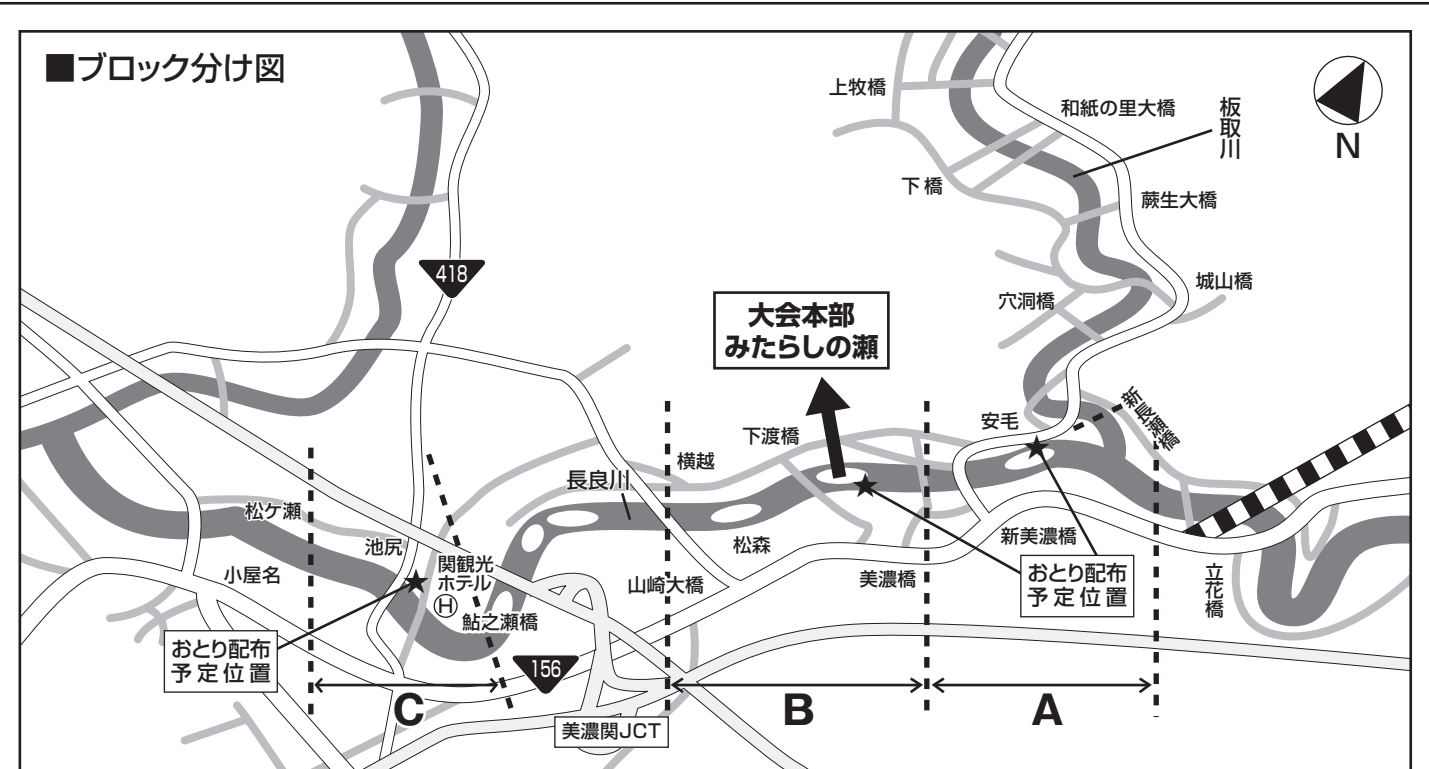 ■ブロック分け図
上牧橋
和紙の里大橋
板取川
N
下橋
蕨生大橋
418
城山橋
穴洞橋
大会本部
みたらしの瀬
新長瀬橋
安毛
下渡橋
横越
長良川
松ケ瀬
池尻
関観光
ホテル
H
小屋名
鮎之瀬橋
松森
山崎大橋
新美濃橋
美濃橋
おとり配布
予定位置
立花橋
おとり配布
予定位置
156
C
B
A
美濃関JCT